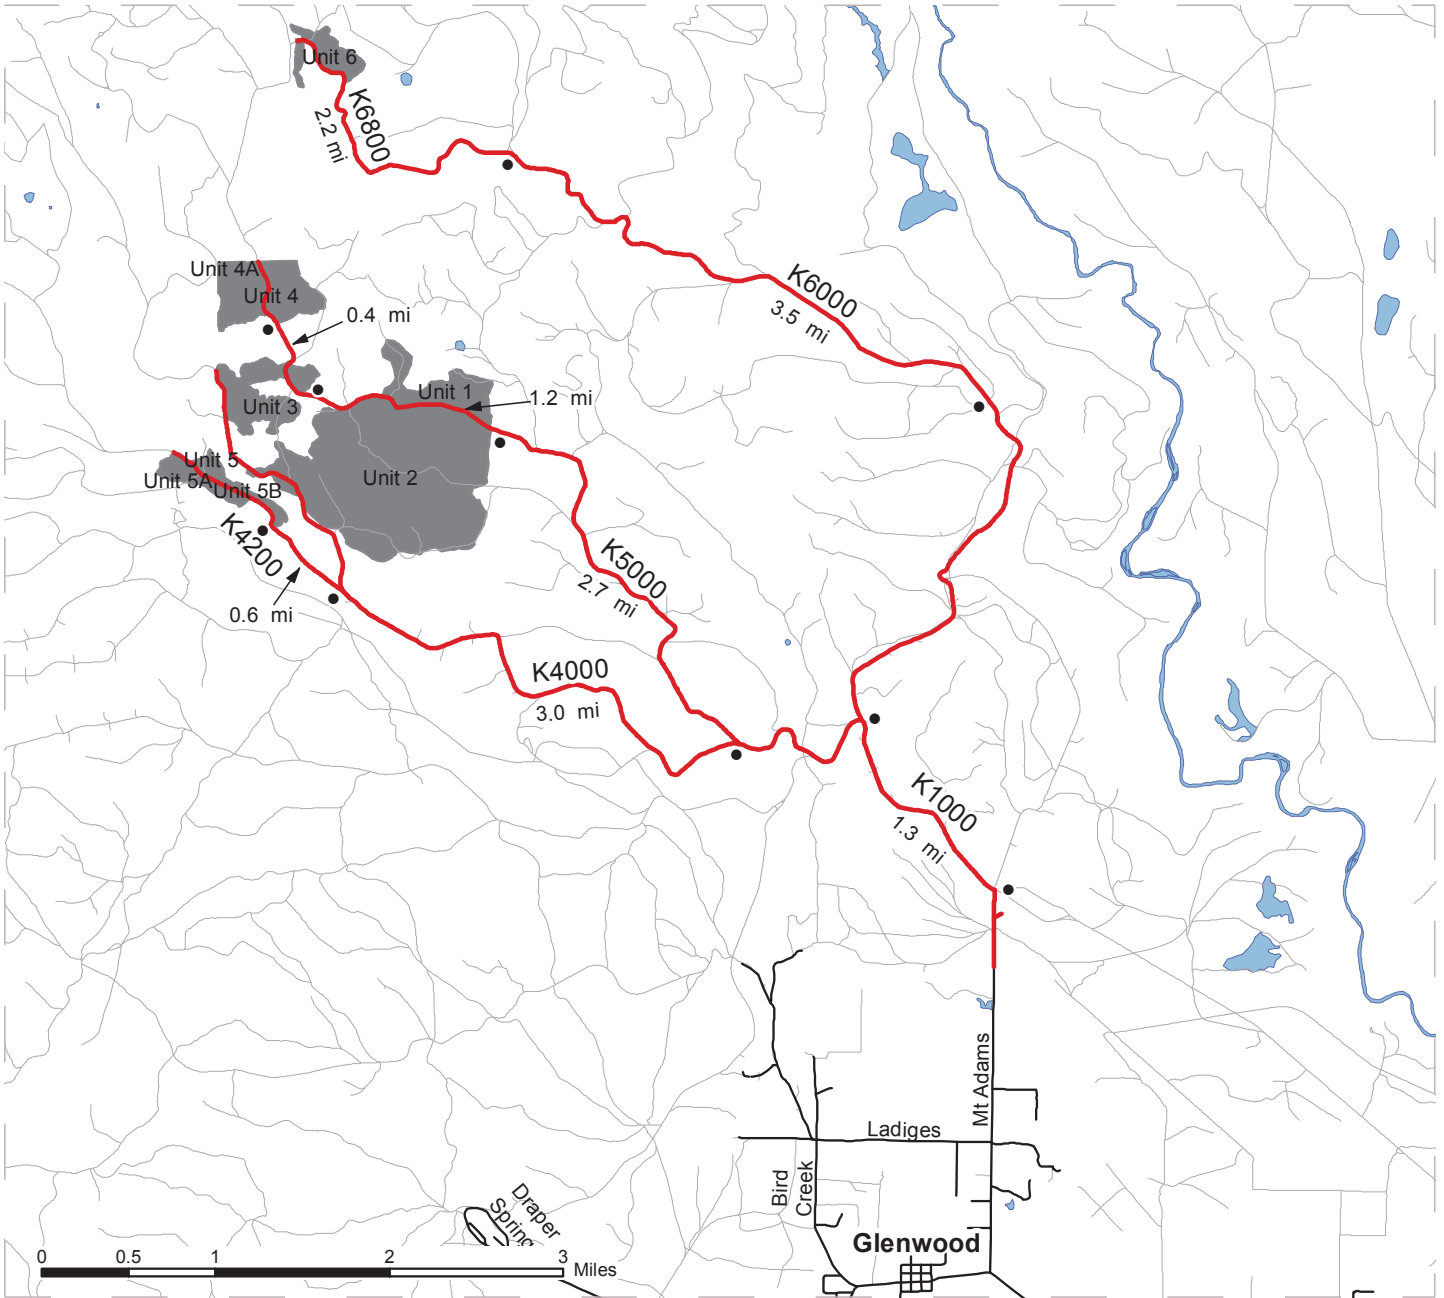 Unit 6
K6800
2.2 mi
Unit 4A
Unit 4
0.4 mi
K6000
3.5 mi
Unit 1
1.2 mi
Unit 3
Unit 5
Unit 5A
Unit 5B
Unit 2
K4200
0.6 mi
K5000
2.7 mi
K4000
3.0 mi
K1000
1.3 mi
Mt Adams
Ladiges
Bird
Creek
Draper
Spring
Glenwood
0 0.5 1 2 3
Miles